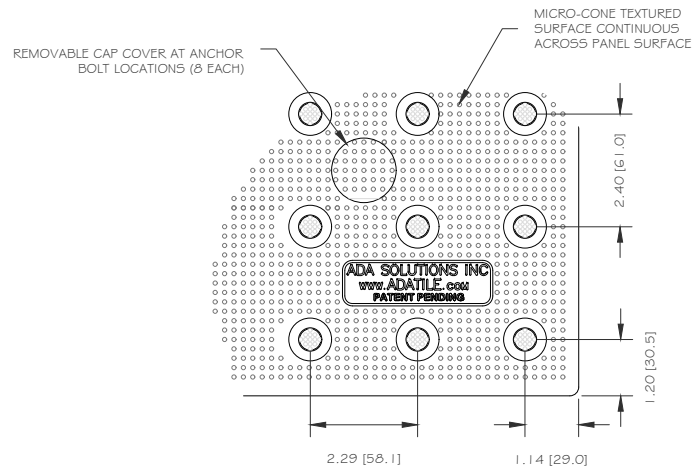 MICRO-CONE TEXTURED
SURFACE CONTINUOUS
ACROSS PANEL SURFACE
REMOVABLE CAP COVER AT ANCHOR
BOLT LOCATIONS (8 EACH)
2.40 [61.0]
ADA SOLUTIONS INC
WWW.ADATILE.COM
PATENT PENDING
1.20 [30.5]
2.29 [58.1]
1.14 [29.0]